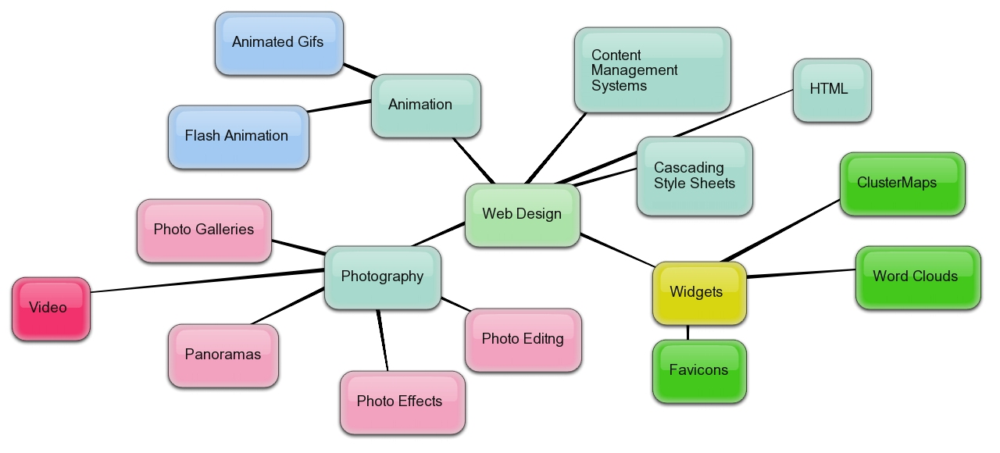 Animated Gifs
Content
Management
Systems
HTML
Animation
Flash Animation
Cascading
Style Sheets
ClusterMaps
Web Design
Photo Galleries
Photography
Word Clouds
Widgets
Video
Panoramas
Photo Editng
Favicons
Photo Effects